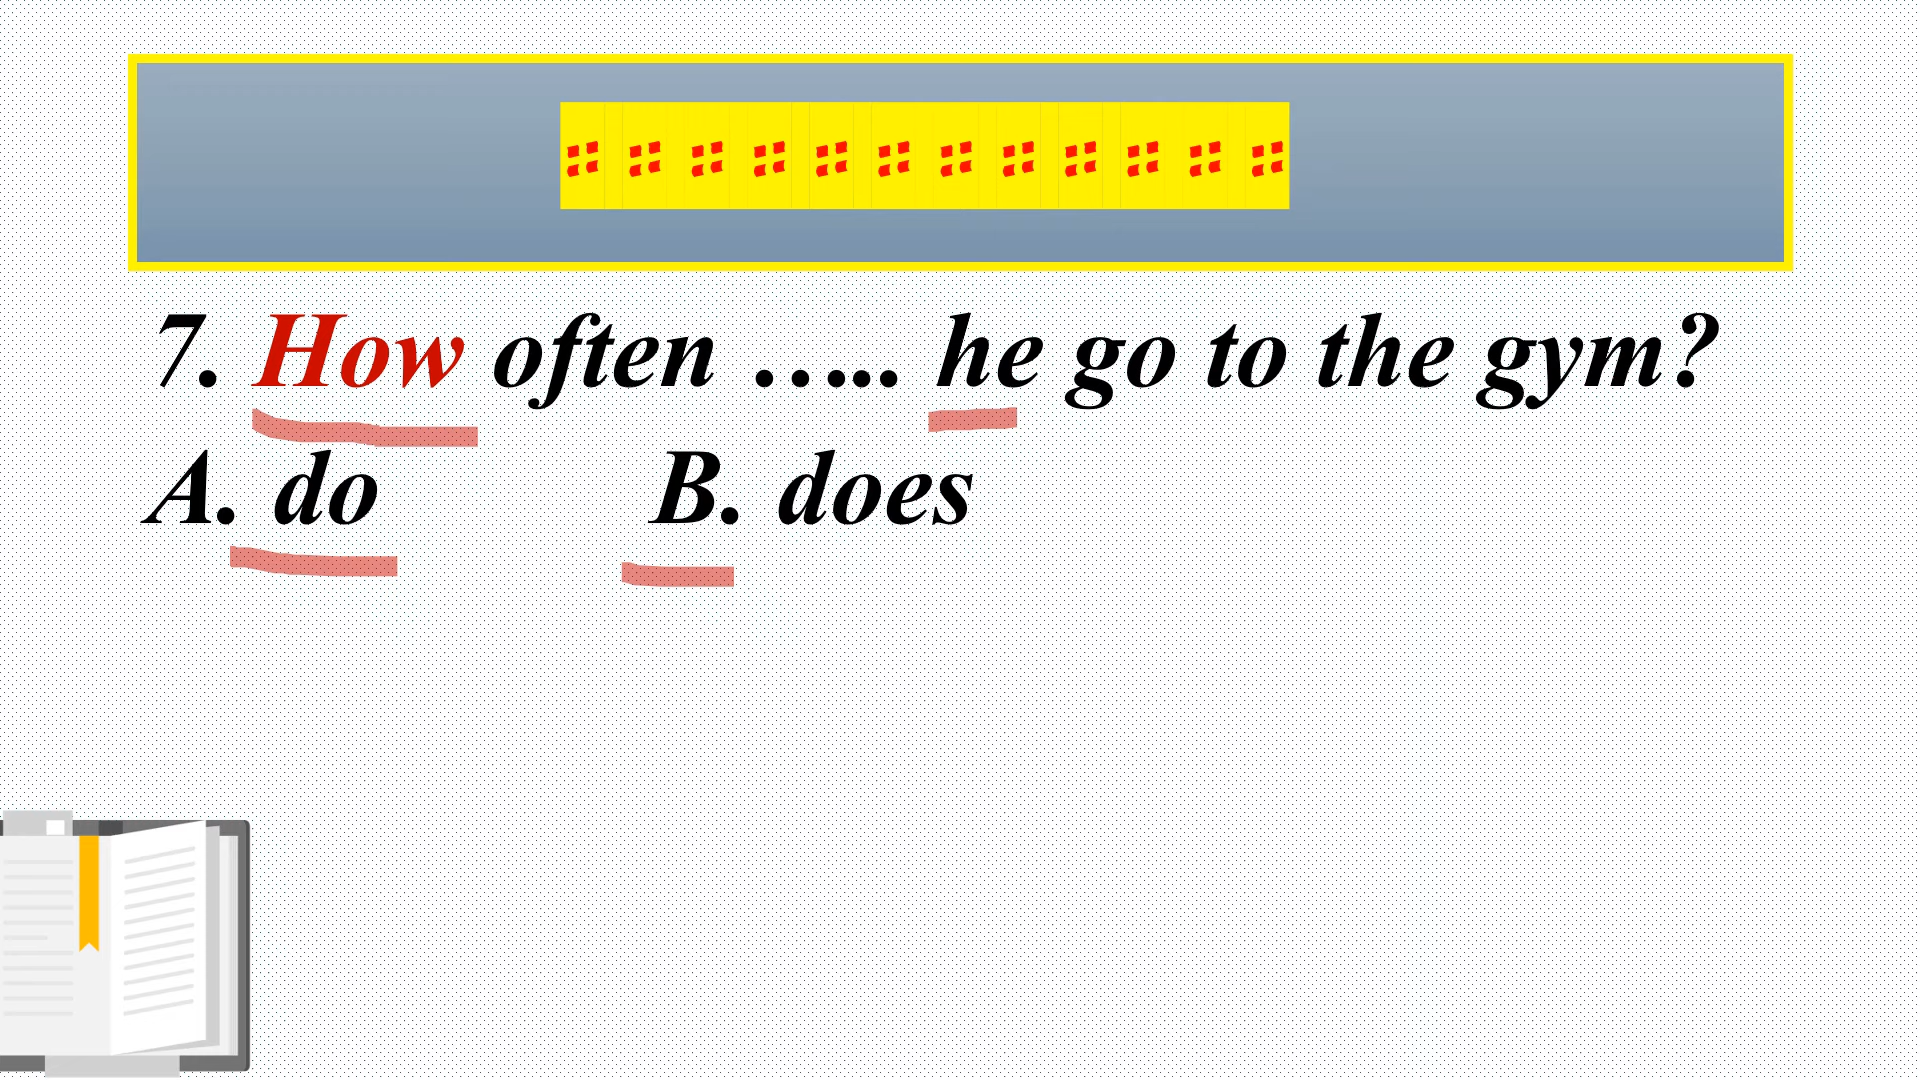 7. How often ….. he go to the gym?
A. do B. does